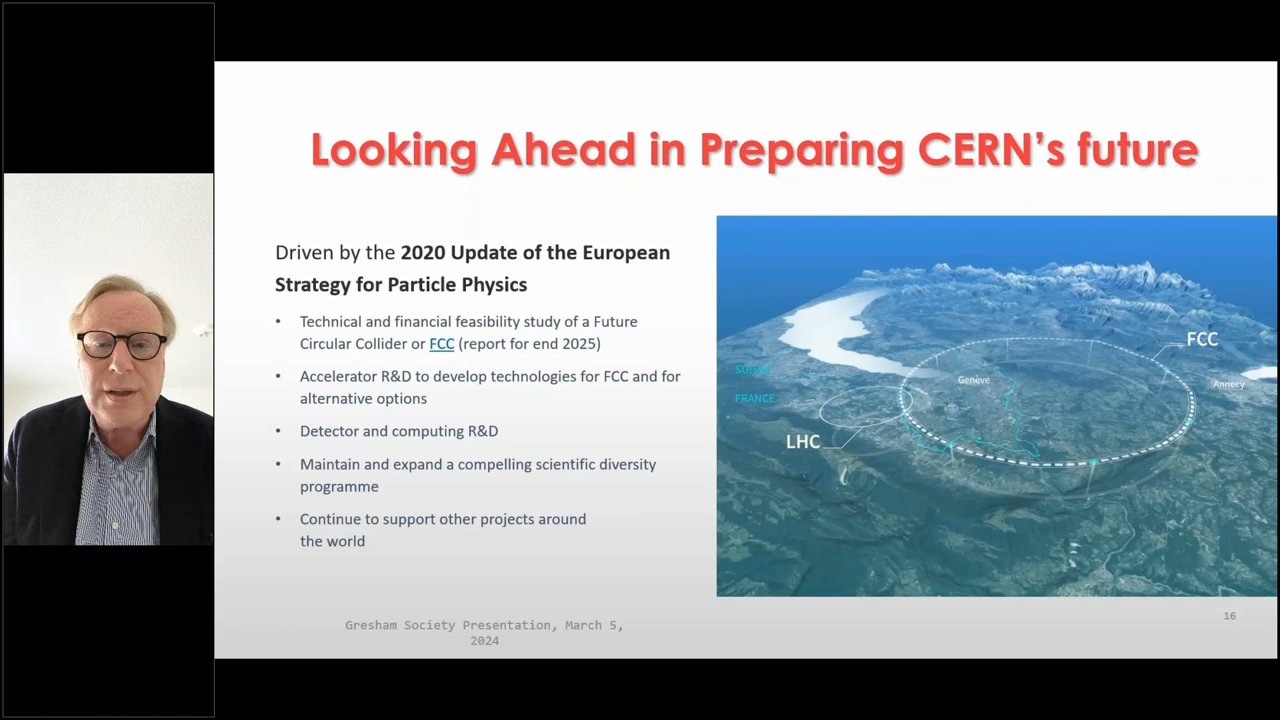 Looking Ahead in Preparing CERN's future
Driven by the 2020 Update of the European
Strategy for Particle Physics
• Technical and financial feasibility study of a Future
Circular Collider or FCC (report for end 2025)
• Accelerator R&D to develop technologies for FCC and for
alternative options
• Detector and computing R&D
• Maintain and expand a compelling scientific diversity
programme
• Continue to support other projects around
the world
FCC
Genève
Annecy
FRANCE
LHC
Gresham Society Presentation, March 5,
2024
16